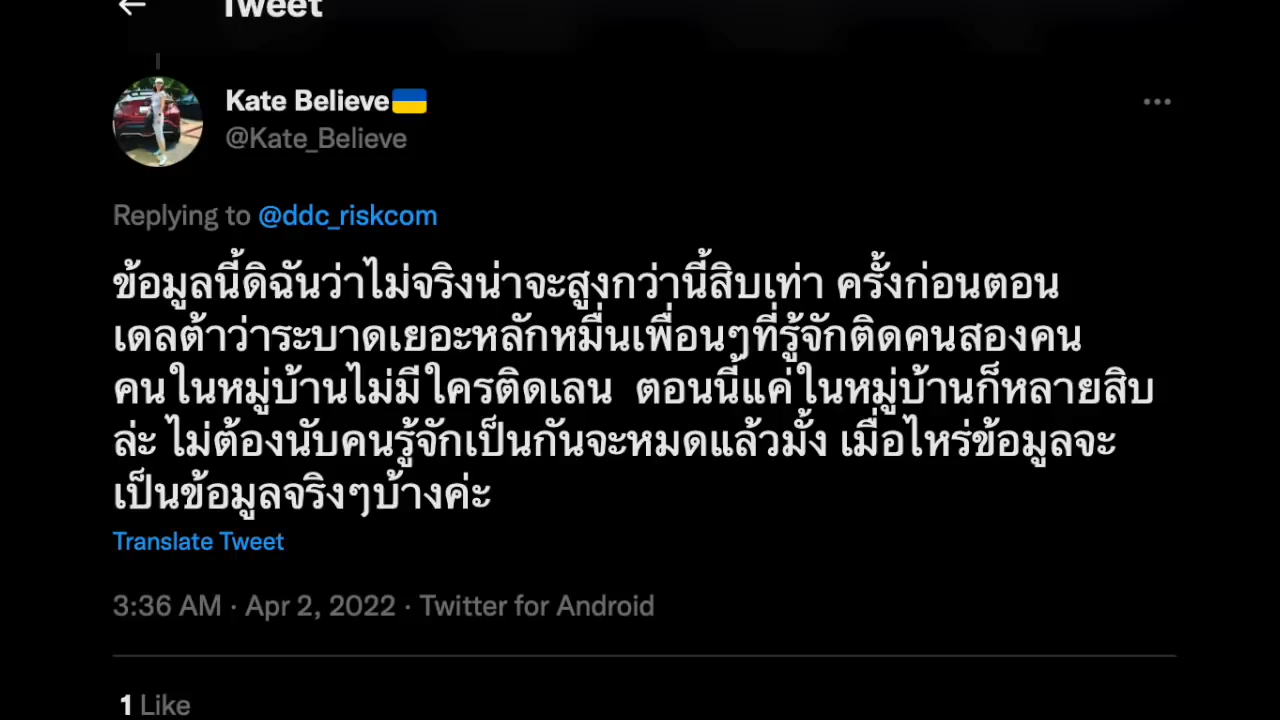 Tweet
Kate Believe🇺🇦
@Kate_Believe
Replying to @ddc_riskcom
ข้อมูลนี้ดิฉันว่าไม่จริงน่าจะสูงกว่านี้สิบเท่า ครั้งก่อนตอน
เดลต้าว่าระบาดเยอะหลักหมื่นเพื่อนๆที่รู้จักติดคนสองคน
คนในหมู่บ้านไม่มีใครติดเลน ตอนนี้แค่ในหมู่บ้านก็หลายสิบ
ล่ะ ไม่ต้องนับคนรู้จักเป็นกันจะหมดแล้วมั้ง เมื่อไหร่ข้อมูลจะ
เป็นข้อมูลจริงๆบ้างค่ะ
Translate Tweet
3:36 AM · Apr 2, 2022 · Twitter for Android
1 Like